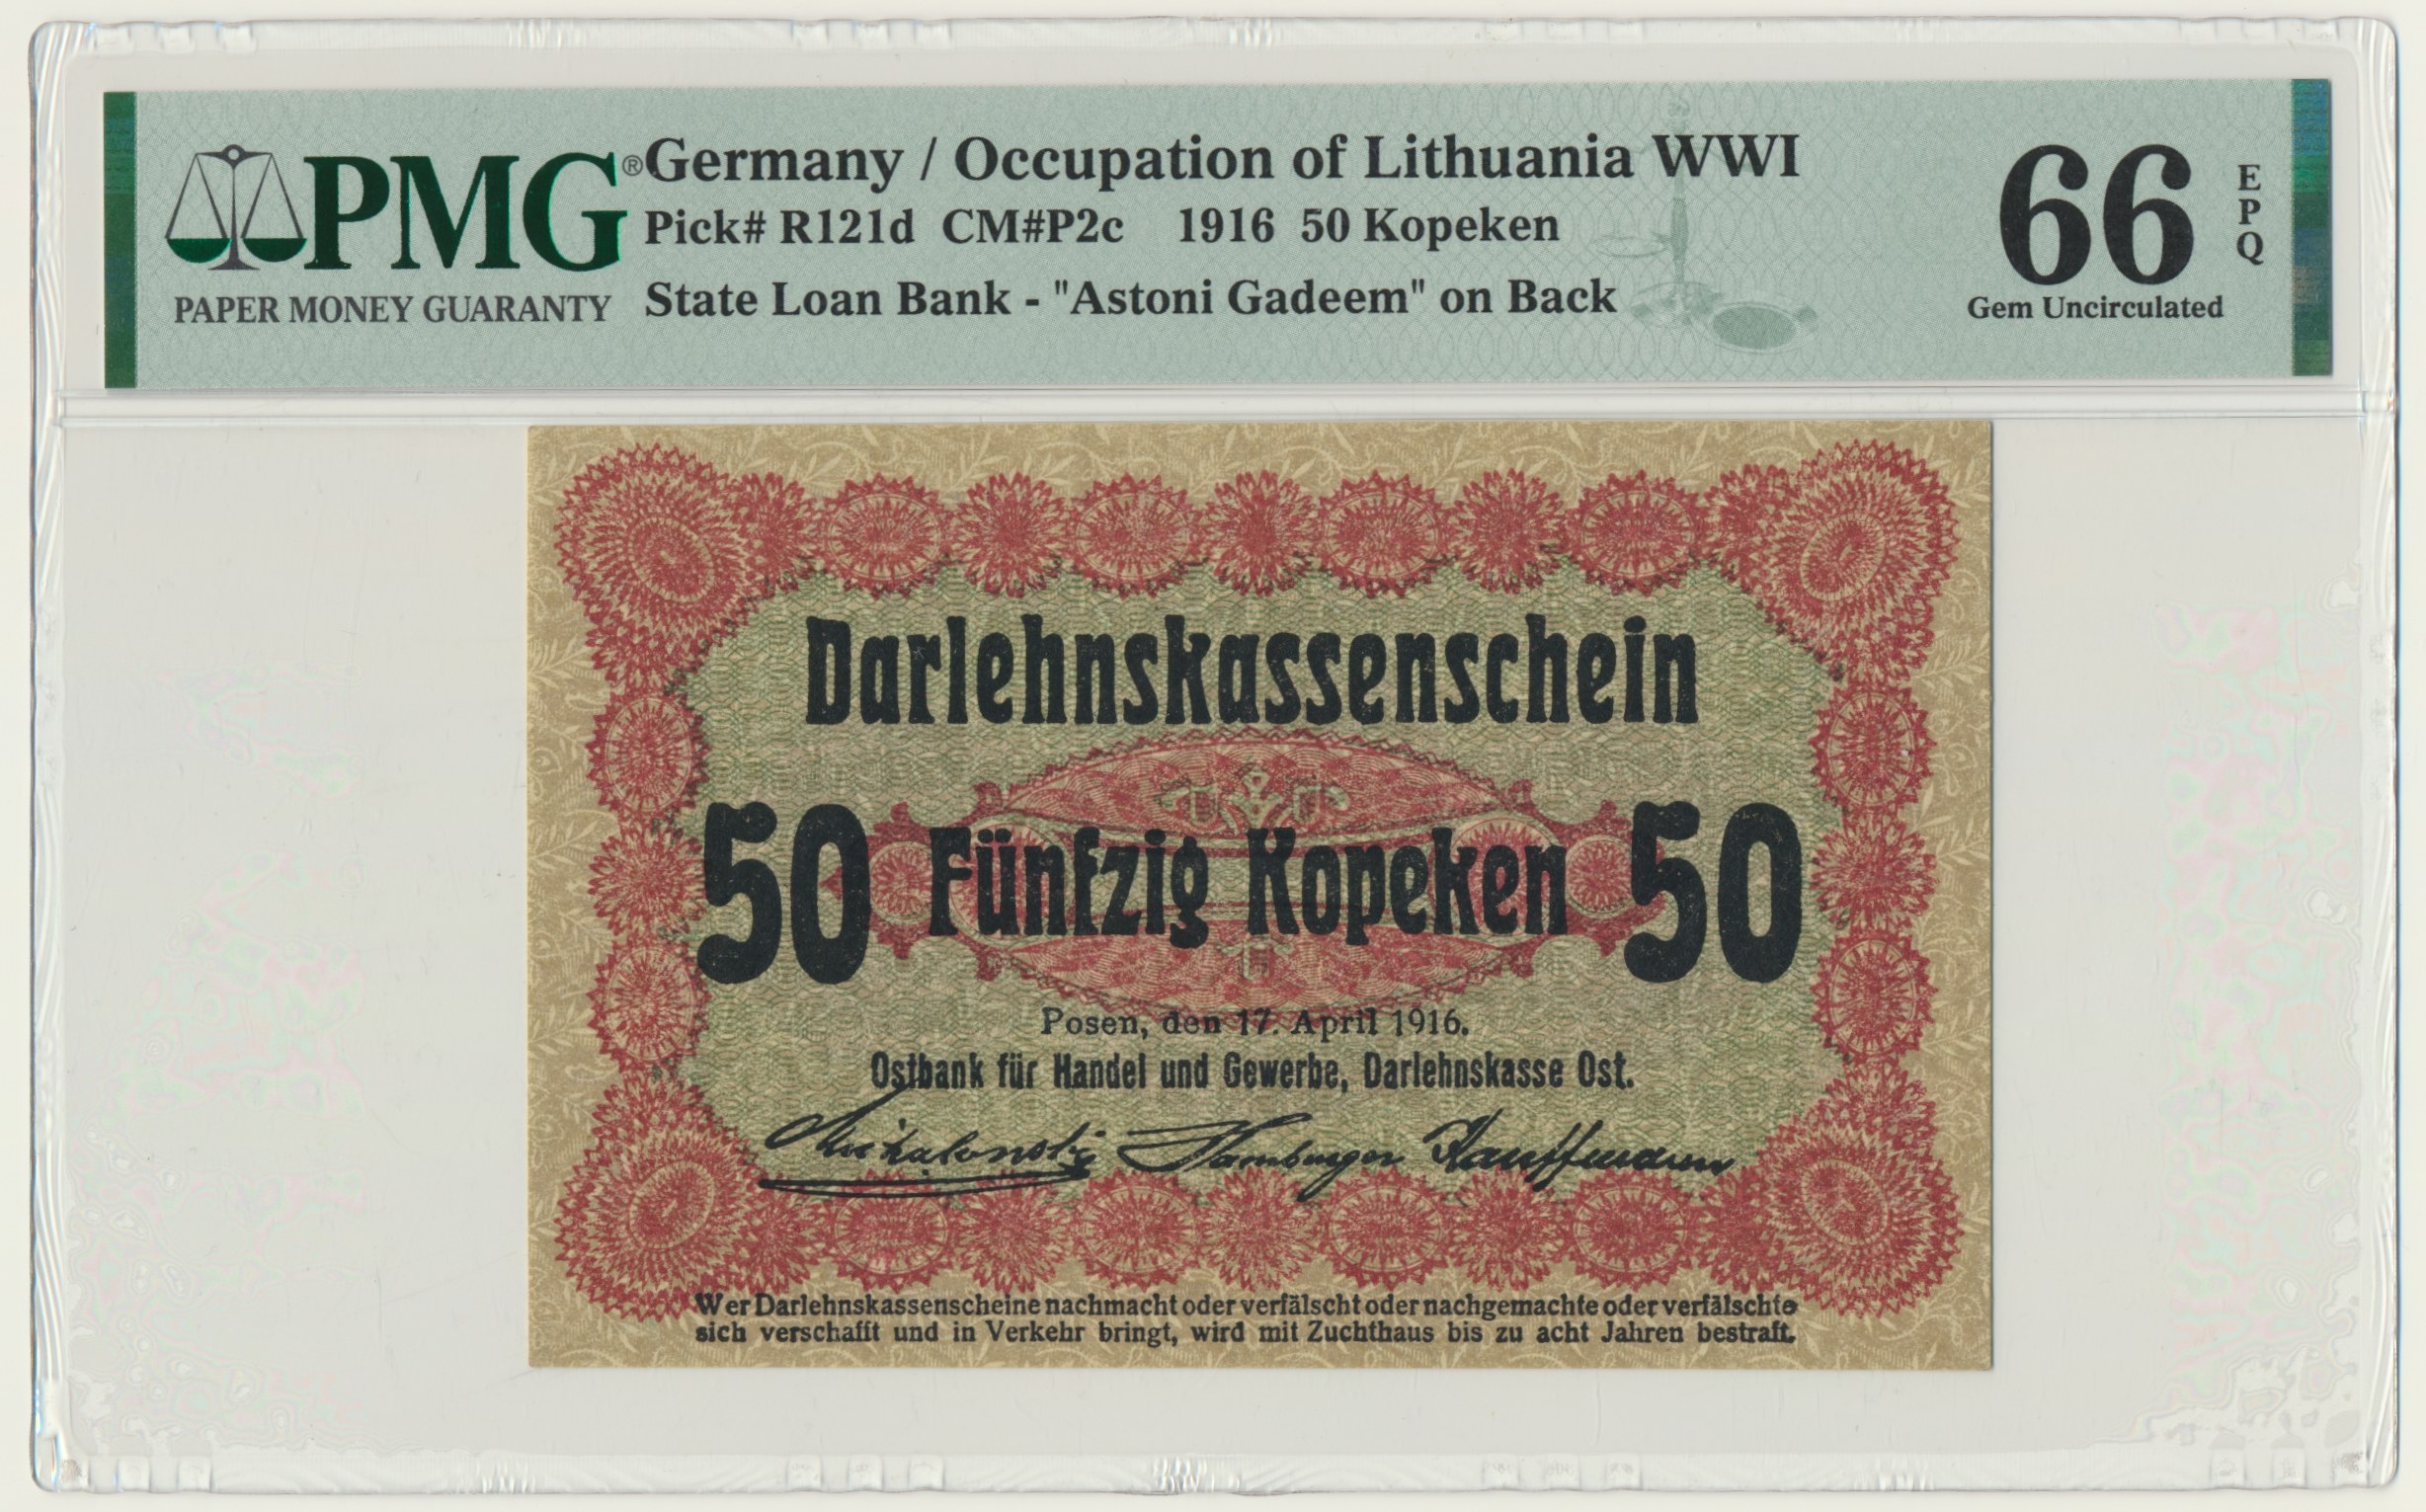 PMG®
PAPER MONEY GUARANTY
Germany / Occupation of Lithuania WWI
Pick# R121d CM#P2c 1916 50 Kopeken
State Loan Bank - "Astoni Gadeem" on Back
66
EPQ
Gem Uncirculated
Darlehnskassenschein
50 Fünfzig Kopeken 50
Posen, den 17. April 1916.
Ostbank für Handel und Gewerbe, Darlehnskasse Ost.
Hamburger Kauffmann
Wer Darlehnskassenscheine nachmacht oder verfälscht oder nachgemachte oder verfälschte
sich verschafft und in Verkehr bringt, wird mit Zuchthaus bis zu acht Jahren bestraft.